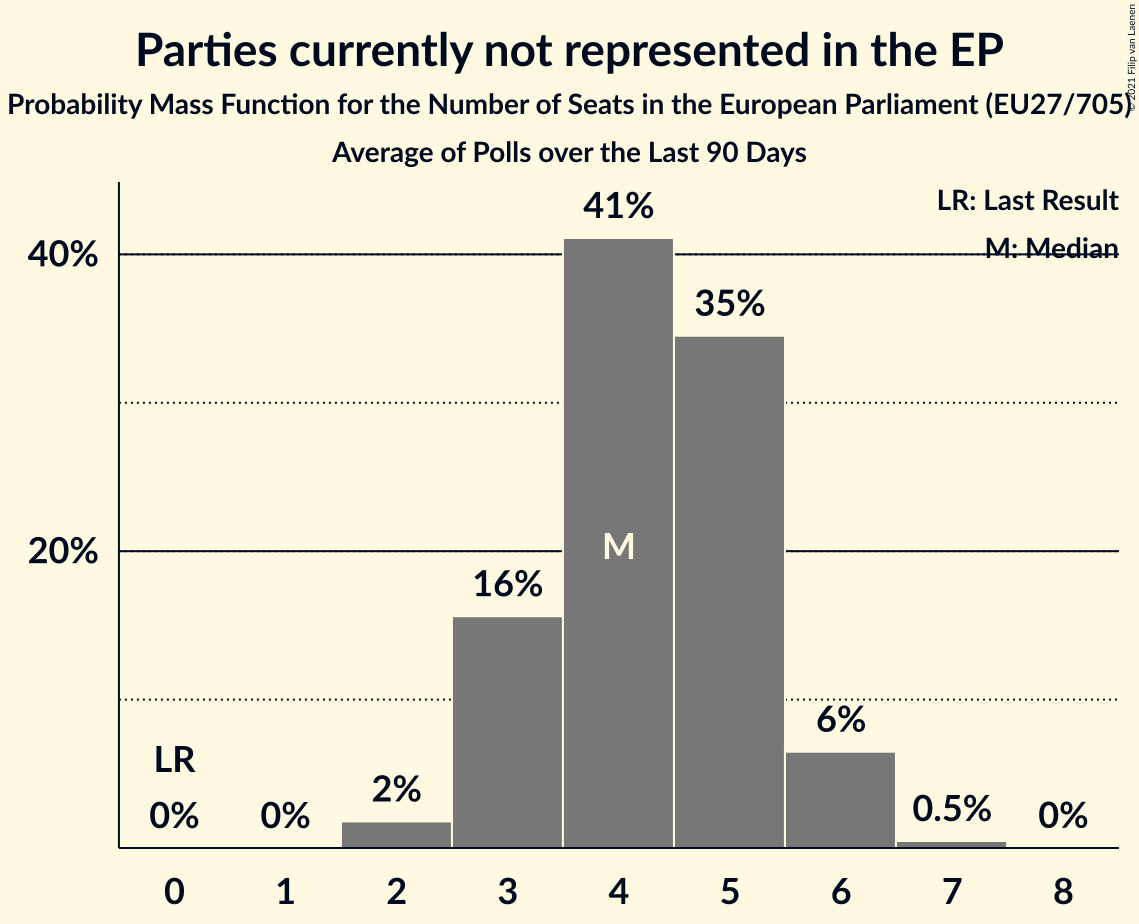 Parties currently not represented in the EP
Probability Mass Function for the Number of Seats in the European Parliament (EU27/705)
Average of Polls over the Last 90 Days
© 2021 Filip van Laenen
LR: Last Result
M: Median
40%
20%
41%
35%
16%
M
6%
LR
2%
0%
0%
0.5%
0%
0 1 2 3 4 5 6 7 8